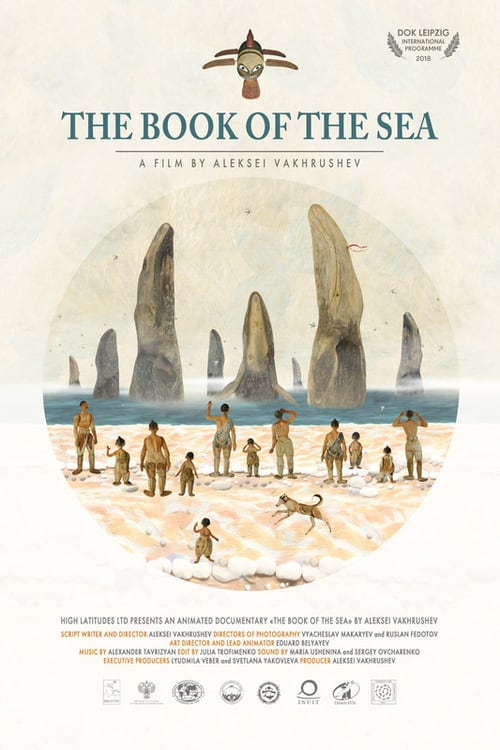 DOK LEIPZIG
INTERNATIONAL
PROGRAMME
2018
THE BOOK OF THE SEA
A FILM BY ALEKSEI VAKHRUSHEV
HIGH LATITUDES LTD PRESENTS AN ANIMATED DOCUMENTARY «THE BOOK OF THE SEA» BY ALEKSEI VAKHRUSHEV
SCRIPT WRITER AND DIRECTOR ALEKSEI VAKHRUSHEV DIRECTORS OF PHOTOGRAPHY VYACHESLAV MAKARYEV and RUSLAN FEDOTOV
ART DIRECTOR AND LEAD ANIMATOR EDUARD BELYAYEV
MUSIC BY ALEXANDER TAVRIZYAN EDIT BY JULIA TROFIMENKO SOUND BY MARIA USHENINA and SERGEY OVCHARENKO
EXECUTIVE PRODUCERS LYUDMILA VEBER and SVETLANA YAKOVLEVA PRODUCER ALEKSEI VAKHRUSHEV
INUIT